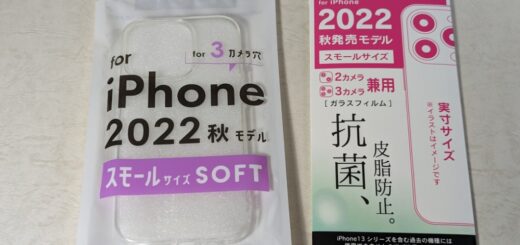 for
iPhone
for 3 カメラ穴
2022 秋 モデル
スモール サイズ SOFT
for iPhone
2022
秋発売モデル
スモールサイズ
2カメラ
3カメラ 兼用
[ ガラスフィルム ]
抗菌、
皮脂防止。
実寸サイズ
※イラストはイメージです
iPhone13 シリーズを含む過去の機種には